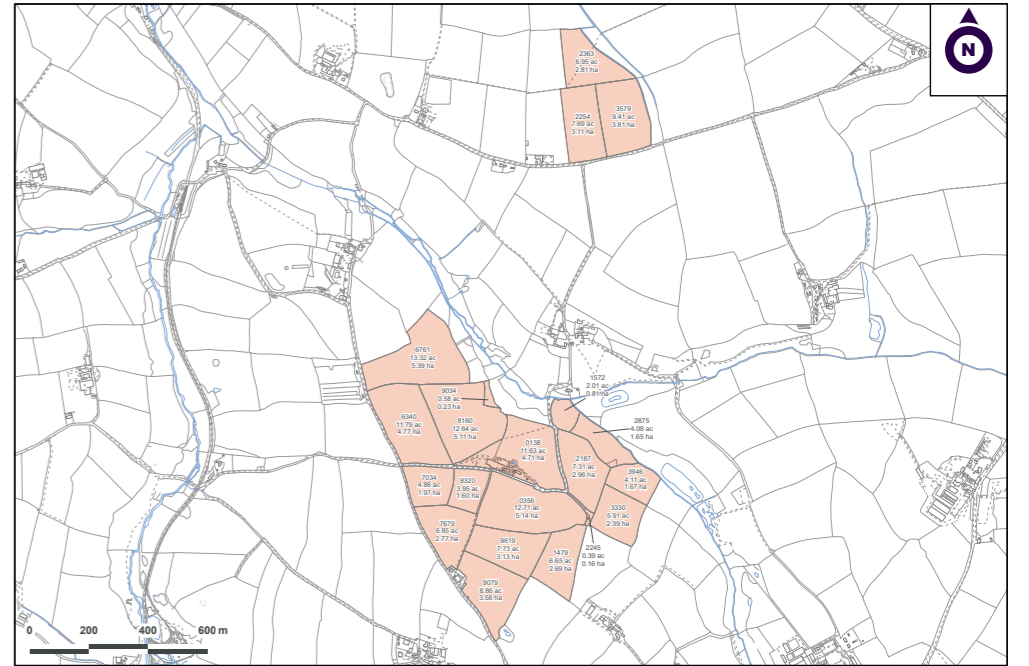 N
2363
6.95 ac
2.81 ha
2254
7.69 ac
3.11 ha
3579
9.41 ac
3.81 ha
6761
13.32 ac
5.39 ha
1572
2.01 ac
0.81 ha
9034
0.58 ac
0.23 ha
6340
11.79 ac
4.77 ha
8160
12.64 ac
5.11 ha
2875
4.08 ac
1.65 ha
0138
11.63 ac
4.71 ha
2187
7.31 ac
2.96 ha
3946
4.11 ac
1.67 ha
7034
4.86 ac
1.97 ha
8320
3.95 ac
1.60 ha
0356
12.71 ac
5.14 ha
3330
5.91 ac
2.39 ha
7679
6.85 ac
2.77 ha
9619
7.73 ac
3.13 ha
1479
6.65 ac
2.69 ha
2245
0.39 ac
0.16 ha
9079
8.86 ac
3.58 ha
0 200 400 600 m